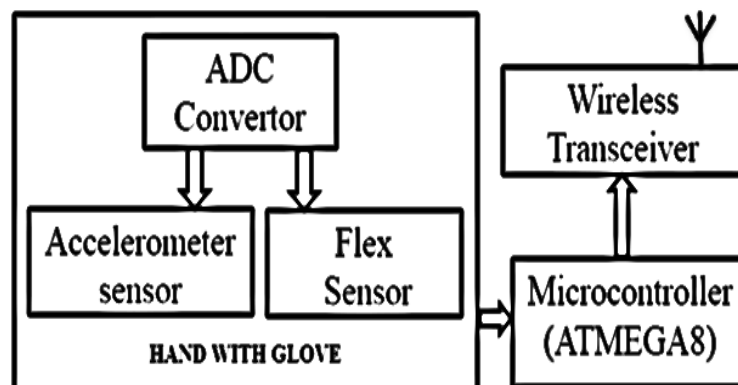 ADC
Convertor
Wireless
Transceiver
Accelerometer
sensor
Flex
Sensor
Microcontroller
(ATMEGA8)
HAND WITH GLOVE